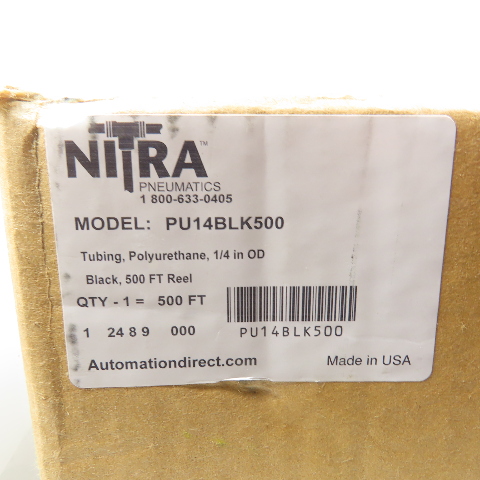 NITRA™
PNEUMATICS
1 800-633-0405
MODEL: PU14BLK500
Tubing, Polyurethane, 1/4 in OD
Black, 500 FT Reel
QTY - 1 = 500 FT
1 2489 000
PU14BLK500
Automationdirect.com Made in USA